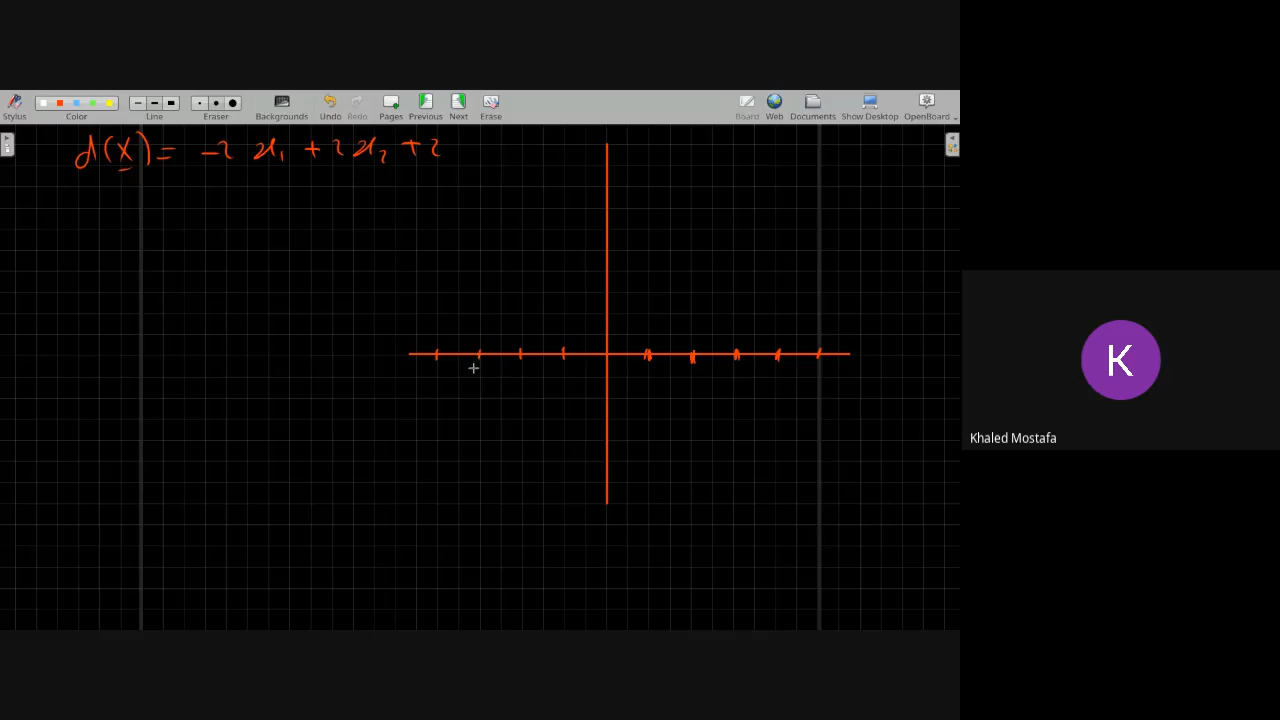 Stylus Color Line Eraser Backgrounds Undo Redo Pages Previous Next Erase Board Web Documents Show Desktop OpenBoard
d(x) = -2 x₁ + 2 x₂ + 2
K
Khaled Mostafa